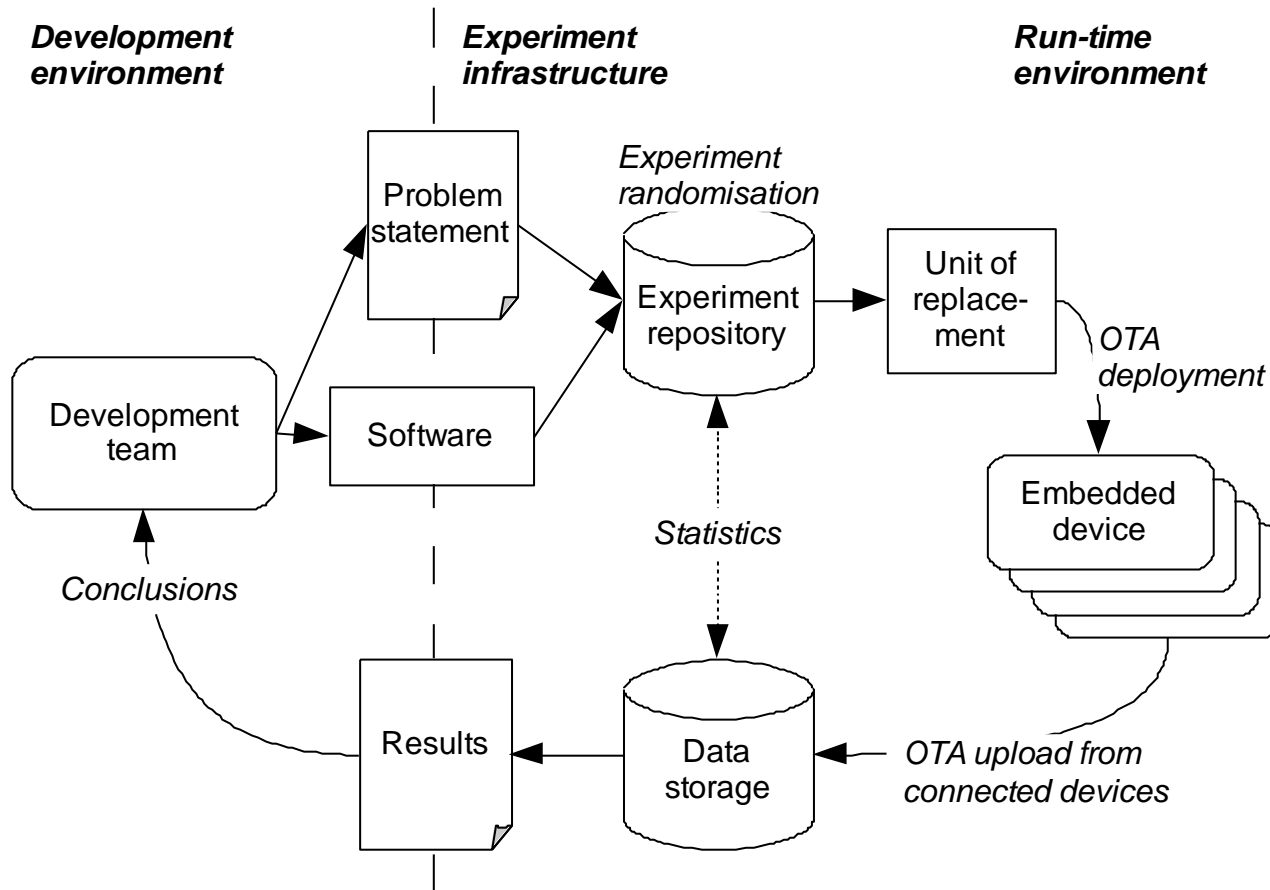 Development
environment
Experiment
infrastructure
Run-time
environment
Problem
statement
Experiment
randomisation
Experiment
repository
Unit of
replace-
ment
OTA
deployment
Development
team
Software
Embedded
device
Statistics
Conclusions
Results
Data
storage
OTA upload from
connected devices